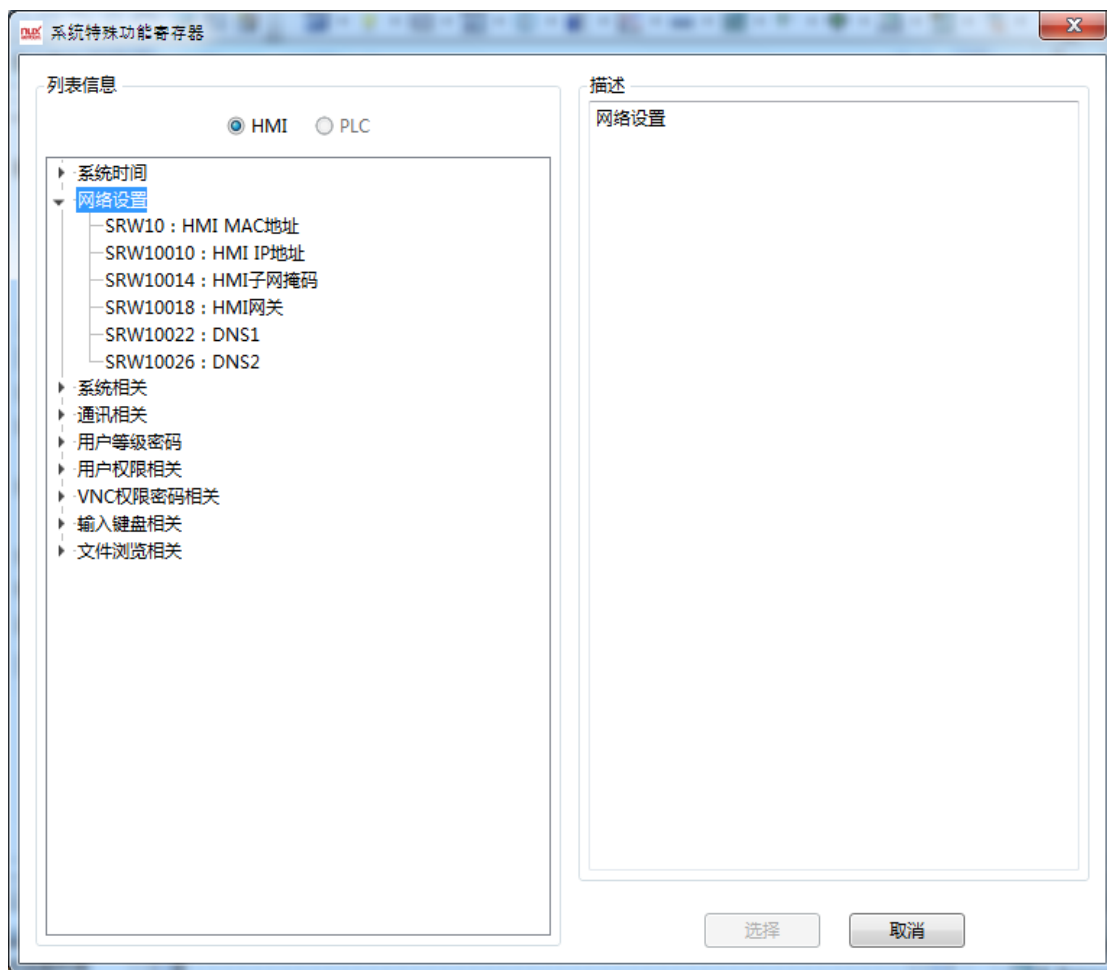 系统特殊功能寄存器
列表信息
HMI PLC
系统时间
网络设置
SRW10：HMI MAC地址
SRW10010：HMI IP地址
SRW10014：HMI子网掩码
SRW10018：HMI网关
SRW10022：DNS1
SRW10026：DNS2
系统相关
通讯相关
用户等级密码
用户权限相关
VNC权限密码相关
输入键盘相关
文件浏览相关
描述
网络设置
选择 取消